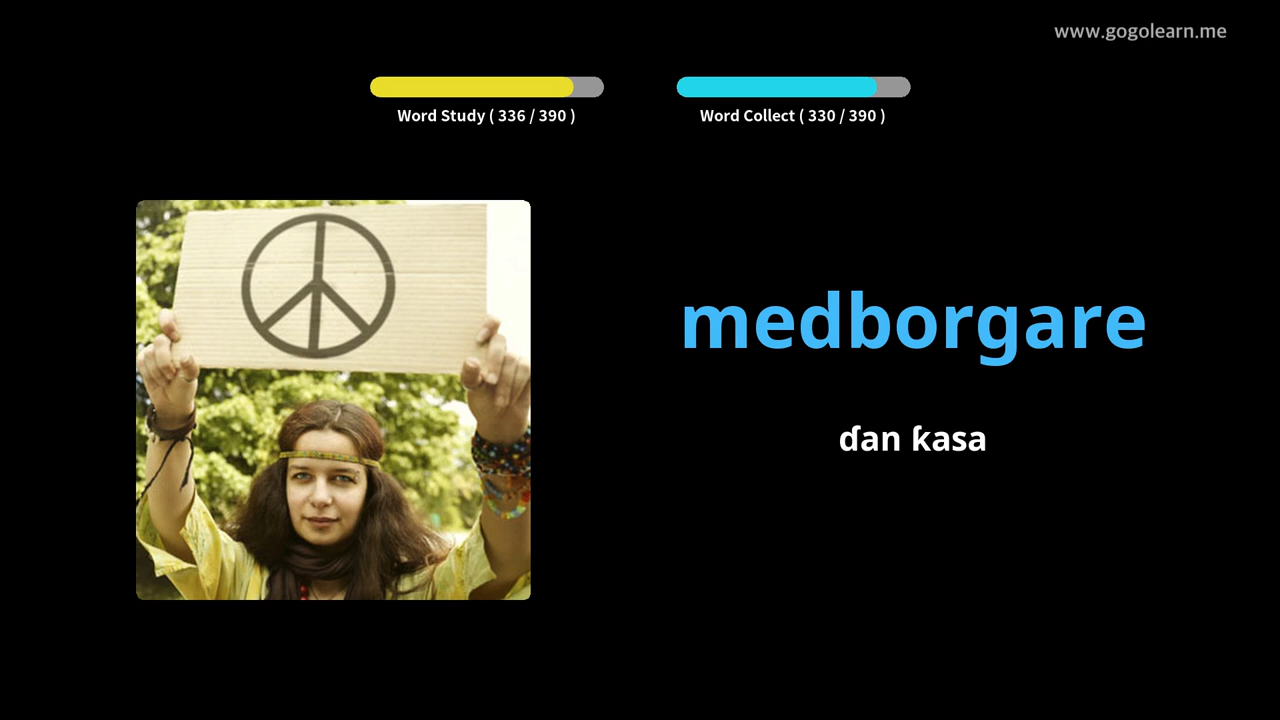 www.gogolearn.me
Word Study ( 336 / 390 )
Word Collect ( 330 / 390 )
medborgare
ɗan ƙasa